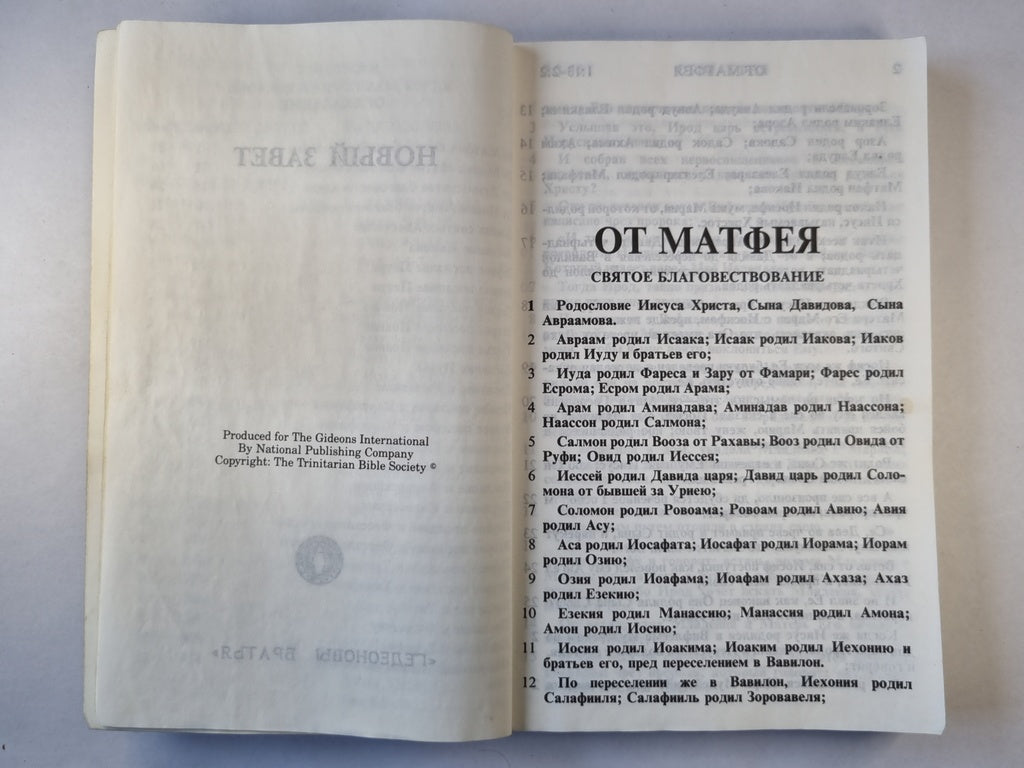 НОВЫЙ ЗАВЕТ
Produced for The Gideons International
By National Publishing Company
Copyright: The Trinitarian Bible Society ©
«ГЕДЕОНОВЫ БРАТЬЯ»
ОТ МАТФЕЯ
СВЯТОЕ БЛАГОВЕСТВОВАНИЕ
1 Родословие Иисуса Христа, Сына Давидова, Сына
Авраамова.
2 Авраам родил Исаака; Исаак родил Иакова; Иаков
родил Иуду и братьев его;
3 Иуда родил Фареса и Зару от Фамари; Фарес родил
Есрома; Есром родил Арама;
4 Арам родил Аминадава; Аминадав родил Наассона;
Наассон родил Салмона;
5 Салмон родил Вооза от Рахавы; Вооз родил Овида от
Руфи; Овид родил Иессея;
6 Иессей родил Давида царя; Давид царь родил Соло-
мона от бывшей за Уриею;
7 Соломон родил Ровоама; Ровоам родил Авию; Авия
родил Асу;
8 Аса родил Иосафата; Иосафат родил Иорама; Иорам
родил Озию;
9 Озия родил Иоафама; Иоафам родил Ахаза; Ахаз
родил Езекию;
10 Езекия родил Манассию; Манассия родил Амона;
Амон родил Иосию;
11 Иосия родил Иоакима; Иоаким родил Иехонию и
братьев его, пред переселением в Вавилон.
12 По переселении же в Вавилон, Иехония родил
Салафииля; Салафииль родил Зоровавеля;